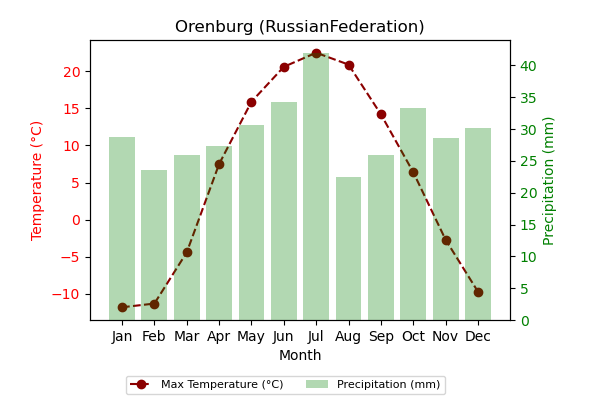 Orenburg (RussianFederation)
20
15
10
5
0
−5
−10
Temperature (°C)
40
35
30
25
20
15
10
5
0
Precipitation (mm)
Jan Feb Mar Apr May Jun Jul Aug Sep Oct Nov Dec
Month
Max Temperature (°C) Precipitation (mm)